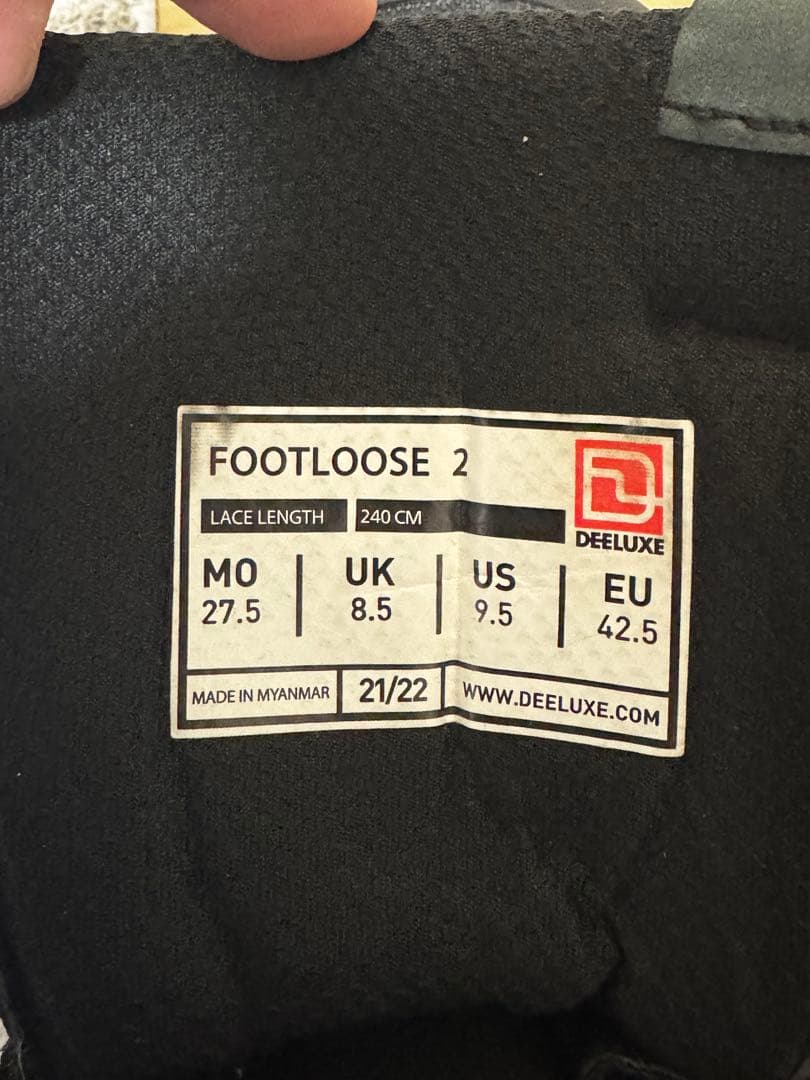 FOOTLOOSE 2
DEELUXE
LACE LENGTH 240 CM
MO UK US EU
27.5 8.5 9.5 42.5
MADE IN MYANMAR 21/22 WWW.DEELUXE.COM